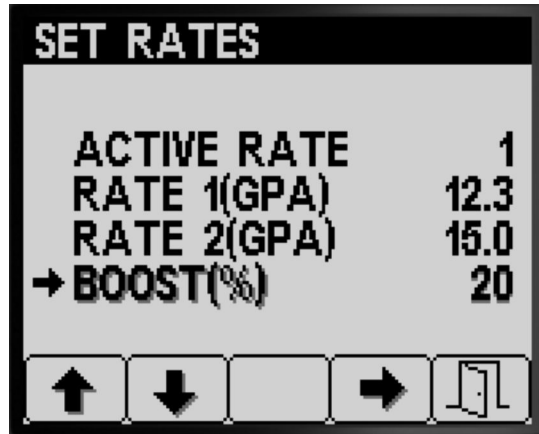 SET RATES
ACTIVE RATE 1
RATE 1(GPA) 12.3
RATE 2(GPA) 15.0
BOOST(%) 20